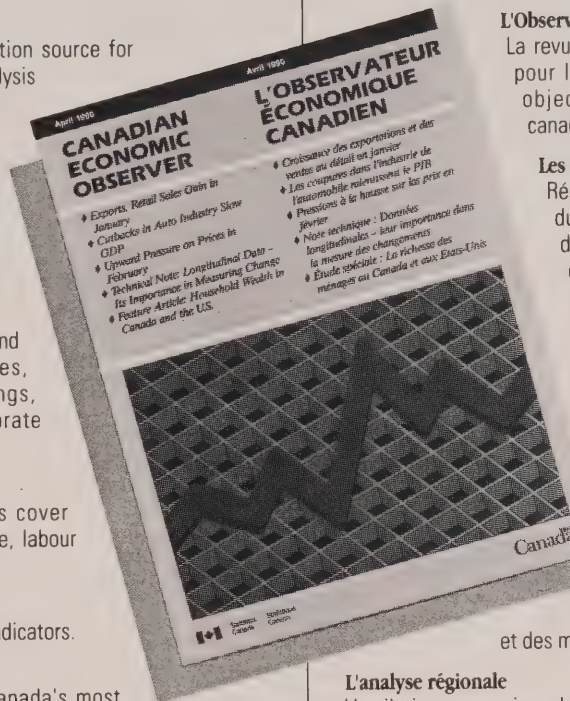 tion source for
lysis
nd
es,
ngs,
orate
s cover
e, labour
dicators.
anada's most
April 1990
CANADIAN
ECONOMIC
OBSERVER
♦ Exports, Retail Sales Gain in
January
♦ Cutbacks in Auto Industry Slow
GDP
♦ Upward Pressure on Prices in
February
♦ Technical Note: Longitudinal Data –
Its Importance in Measuring Change
♦ Feature Article: Household Wealth in
Canada and the U.S.
Avril 1990
L'OBSERVATEUR
ÉCONOMIQUE
CANADIEN
♦ Croissance des exportations et des
ventes au détail en janvier
♦ Les coupures dans l'industrie de
l'automobile ralentissent le PIB
♦ Pressions à la hausse sur les prix en
février
♦ Note technique : Données
longitudinales – leur importance dans
la mesure des changements
♦ Étude spéciale : La richesse des
ménages au Canada et aux États-Unis
Statistics
Canada
Statistique
Canada
Canada
L'Observ
La revu
pour l
objec
cana
Les
Ré
du
d
et des m
L'analyse régionale